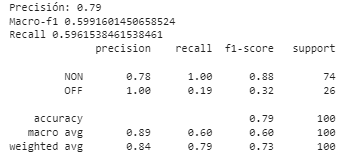 Precisión: 0.79
Macro-f1 0.5991601450658524
Recall 0.5961538461538461
precision recall f1-score support
NON 0.78 1.00 0.88 74
OFF 1.00 0.19 0.32 26
accuracy 0.79 100
macro avg 0.89 0.60 0.60 100
weighted avg 0.84 0.79 0.73 100